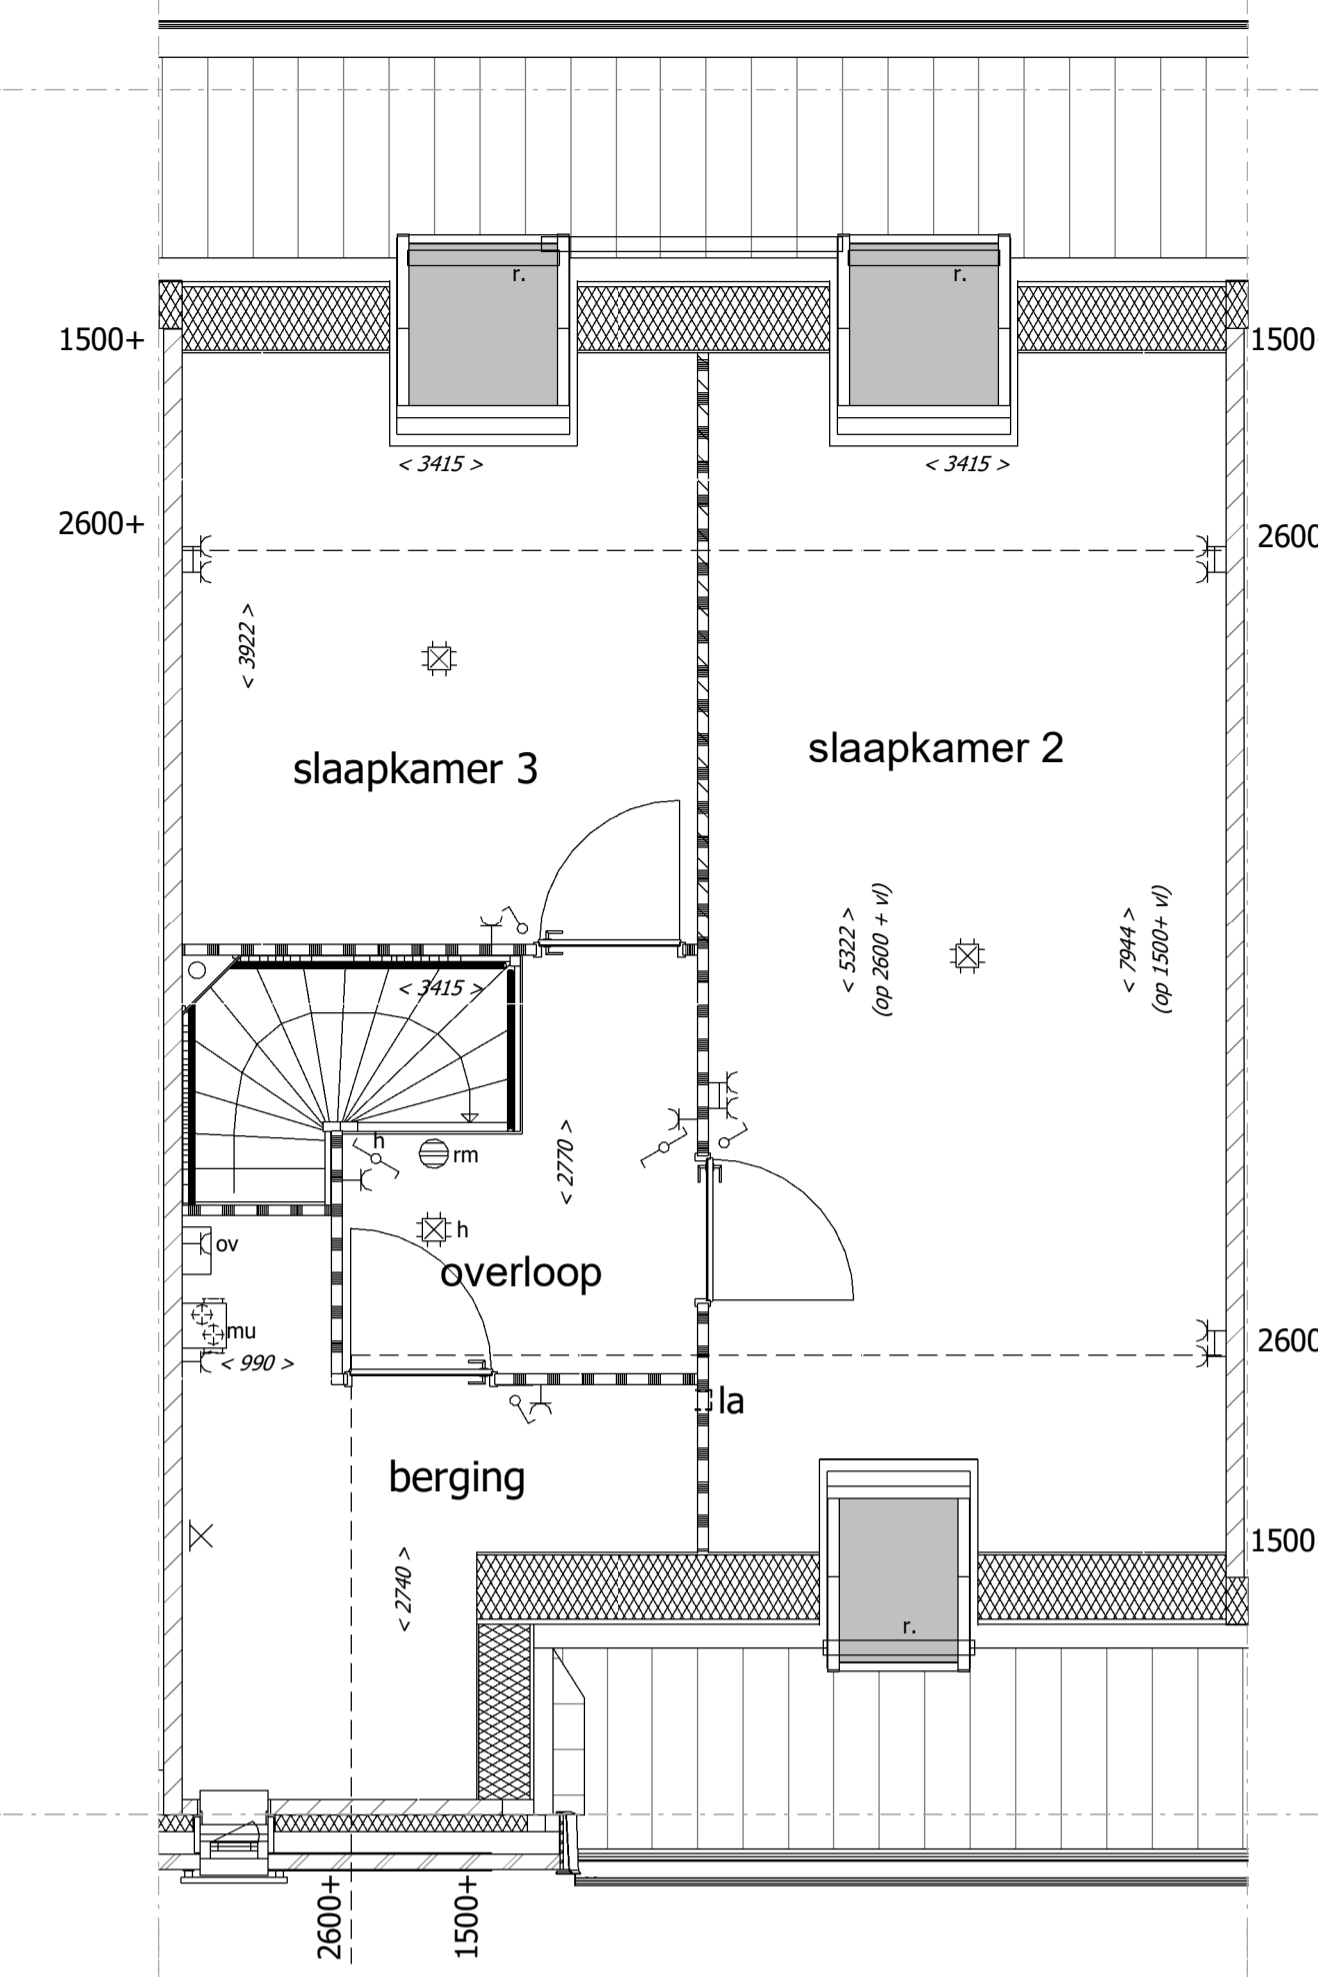 r.
r.
1500+
1500
< 3415 >
< 3415 >
2600+
2600
< 3922 >
slaapkamer 3
slaapkamer 2
< 5322 >
(op 2600 + vl)
< 7944 >
(op 1500+ vl)
< 3415 >
h
rm
< 2770 >
h
ov
overloop
mu
< 990 >
2600
la
berging
1500
< 2740 >
r.
2600+
1500+